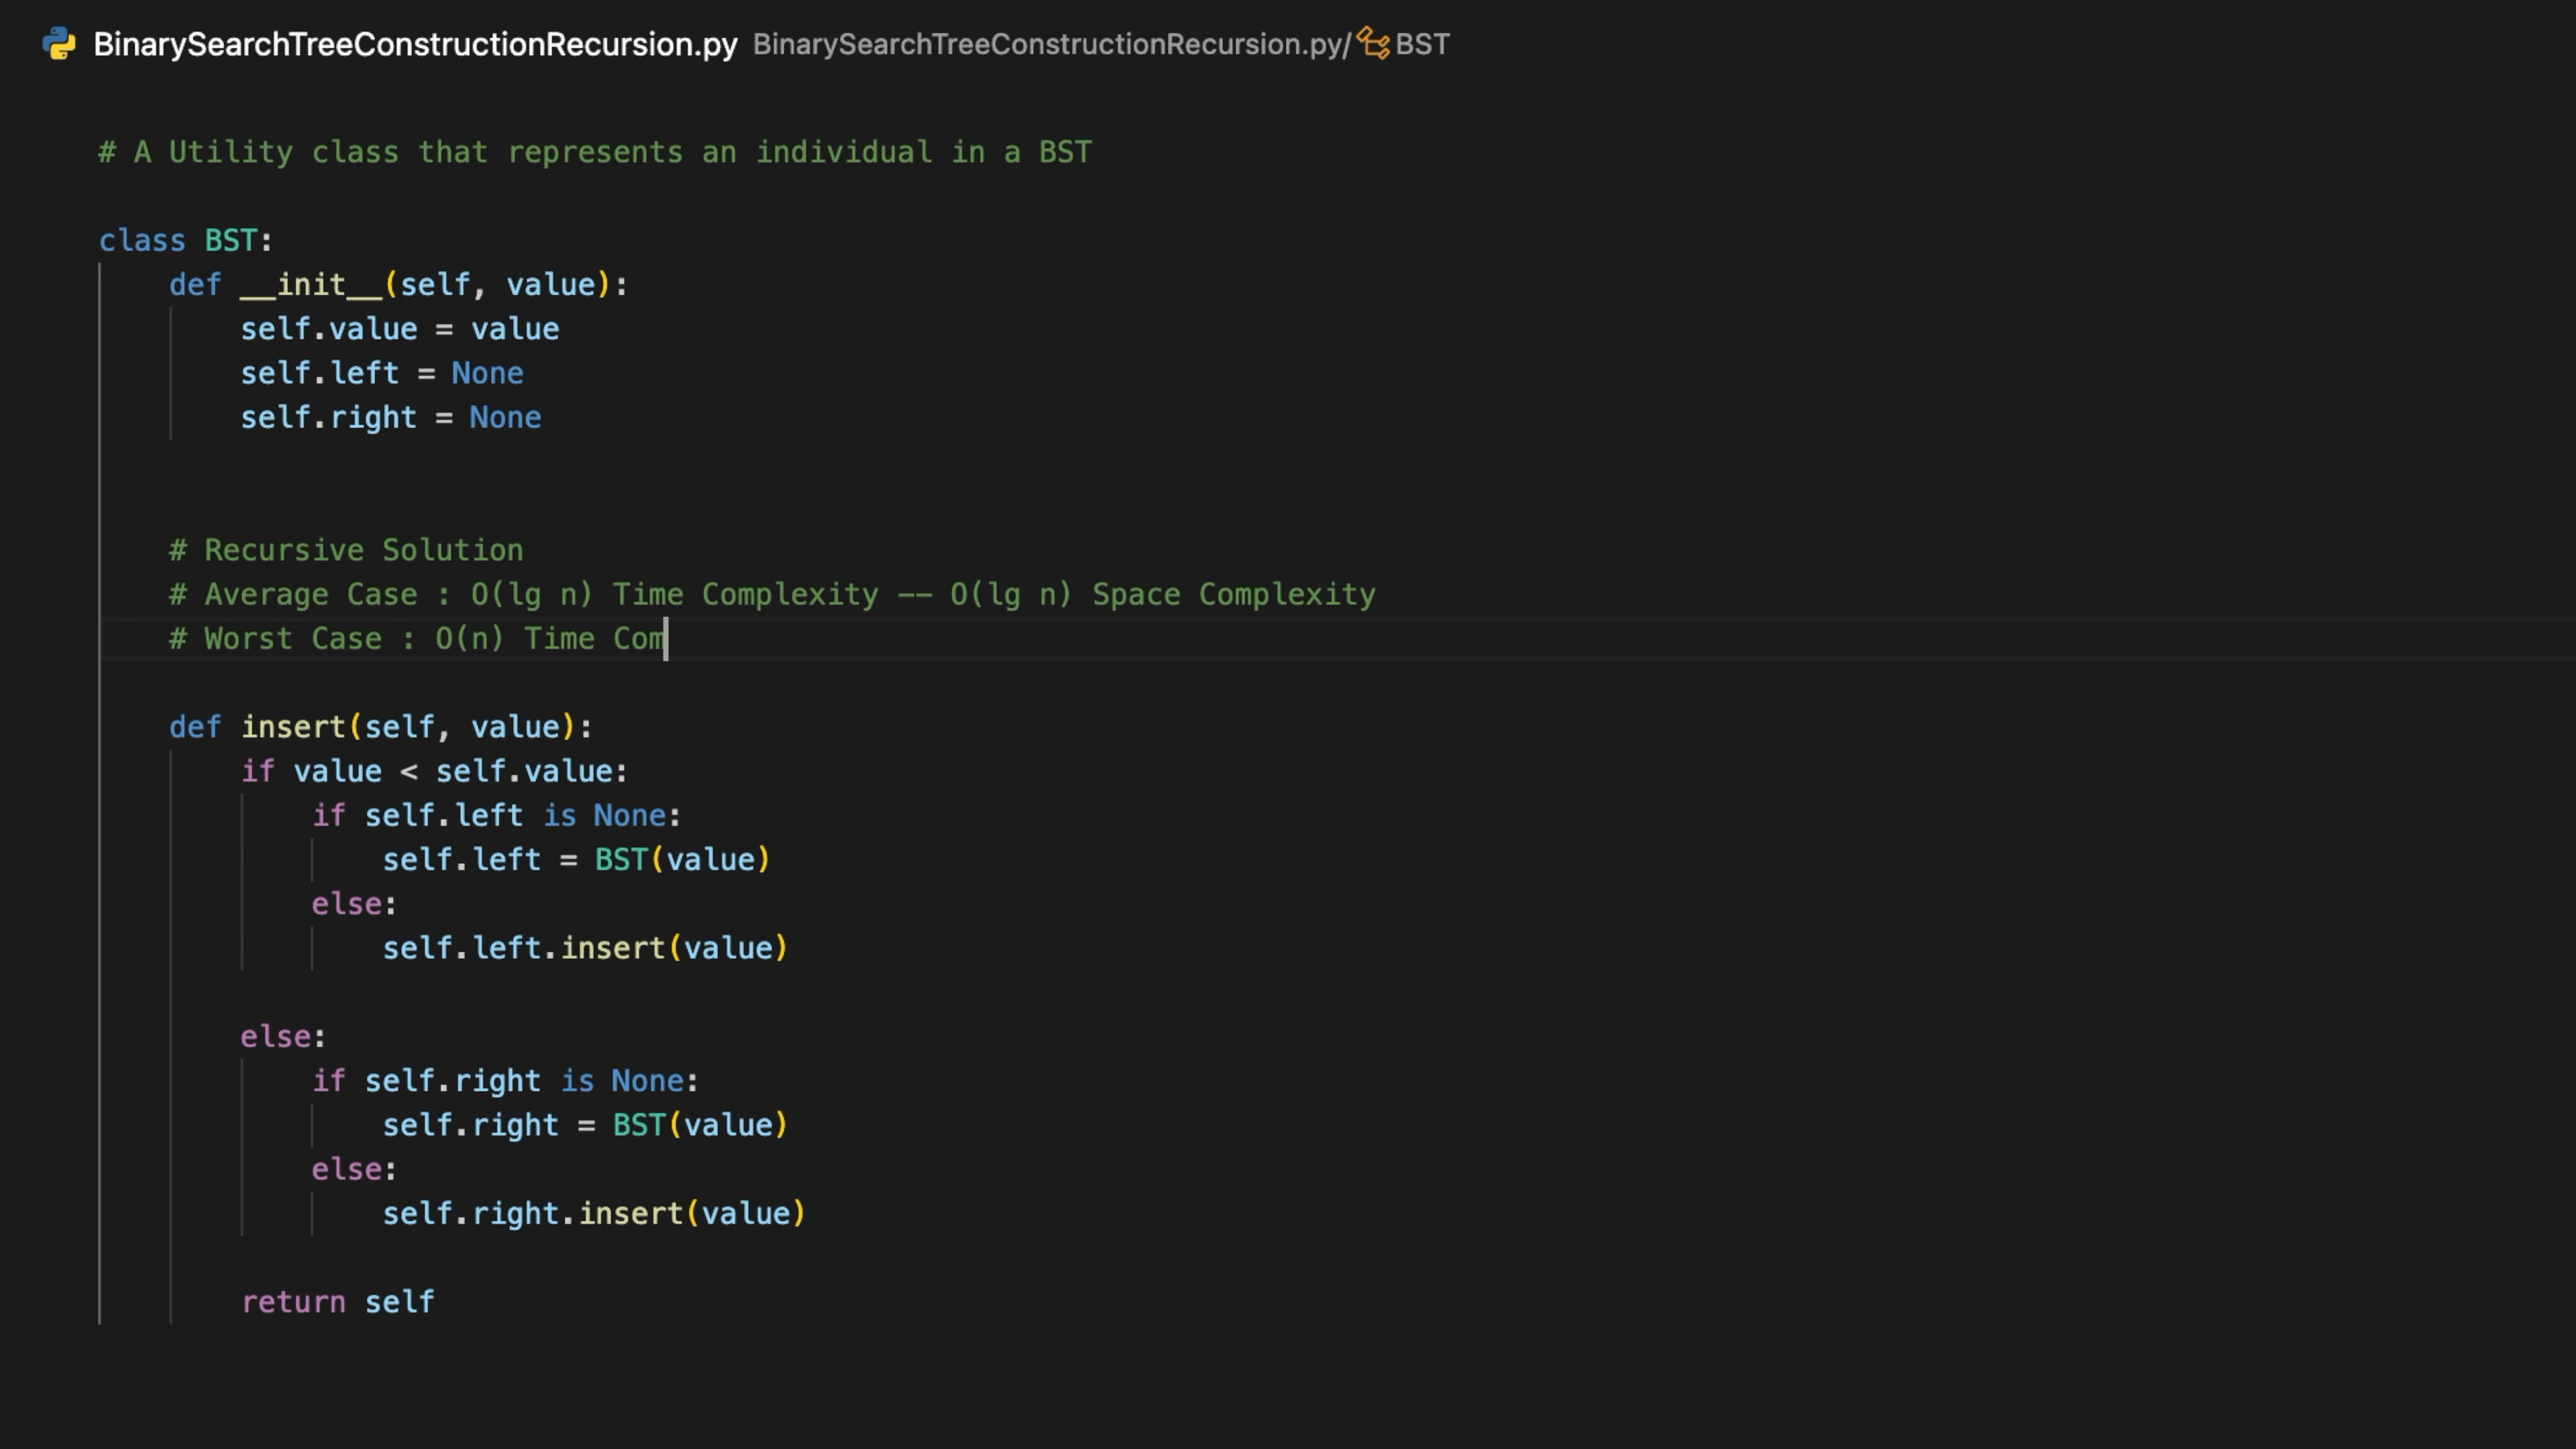 BinarySearchTreeConstructionRecursion.py BinarySearchTreeConstructionRecursion.py/ BST
# A Utility class that represents an individual in a BST
class BST:
    def __init__(self, value):
        self.value = value
        self.left = None
        self.right = None
    # Recursive Solution
    # Average Case : O(lg n) Time Complexity -- O(lg n) Space Complexity
    # Worst Case : O(n) Time Com
    def insert(self, value):
        if value < self.value:
            if self.left is None:
                self.left = BST(value)
            else:
                self.left.insert(value)
        else:
            if self.right is None:
                self.right = BST(value)
            else:
                self.right.insert(value)
        return self